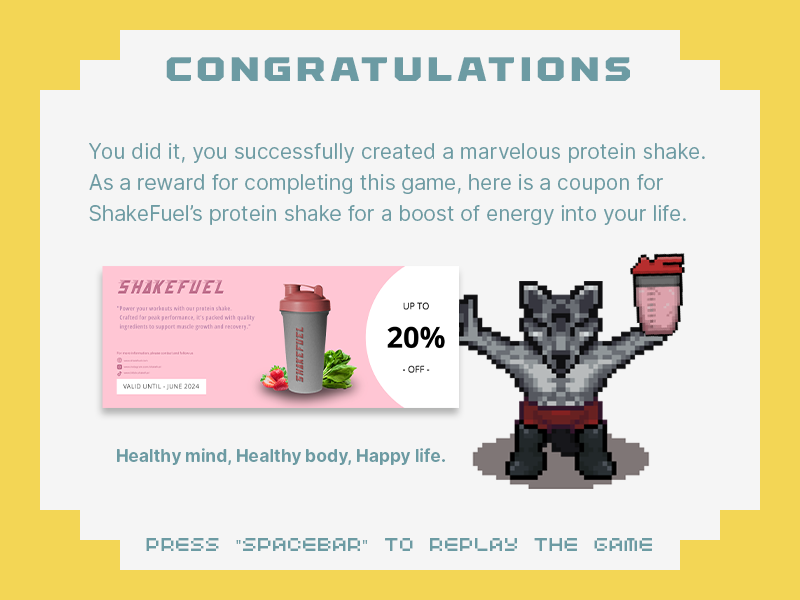 CONGRATULATIONS
You did it, you successfully created a marvelous protein shake.
As a reward for completing this game, here is a coupon for
ShakeFuel’s protein shake for a boost of energy into your life.
SHAKEFUEL
"Power your workouts with our protein shake.
Crafted for peak performance, it's packed with quality
ingredients to support muscle growth and recovery."
VALID UNTIL - JUNE 2024
SHAKEFUEL
UP TO
20%
- OFF -
Healthy mind, Healthy body, Happy life.
PRESS "SPACEBAR" TO REPLAY THE GAME